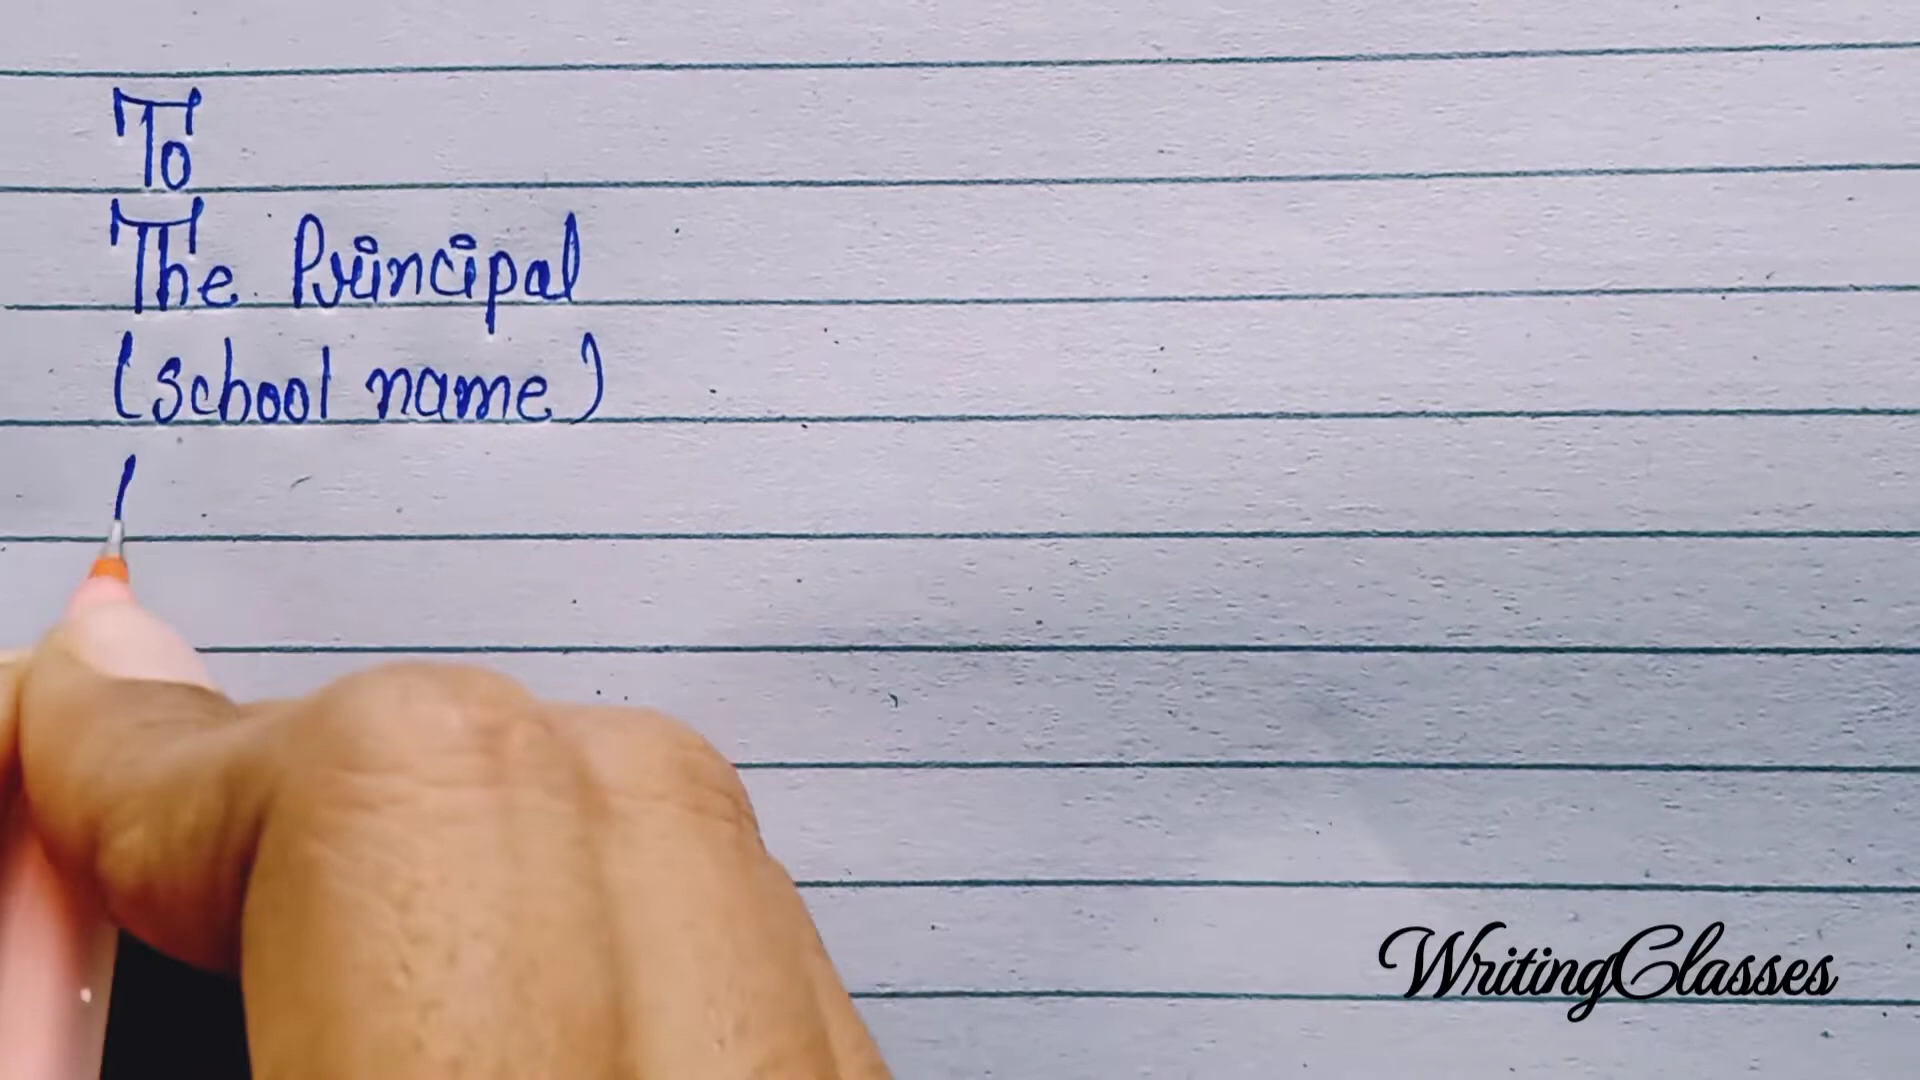 To
The Principal
(school name)
(
WritingClasses